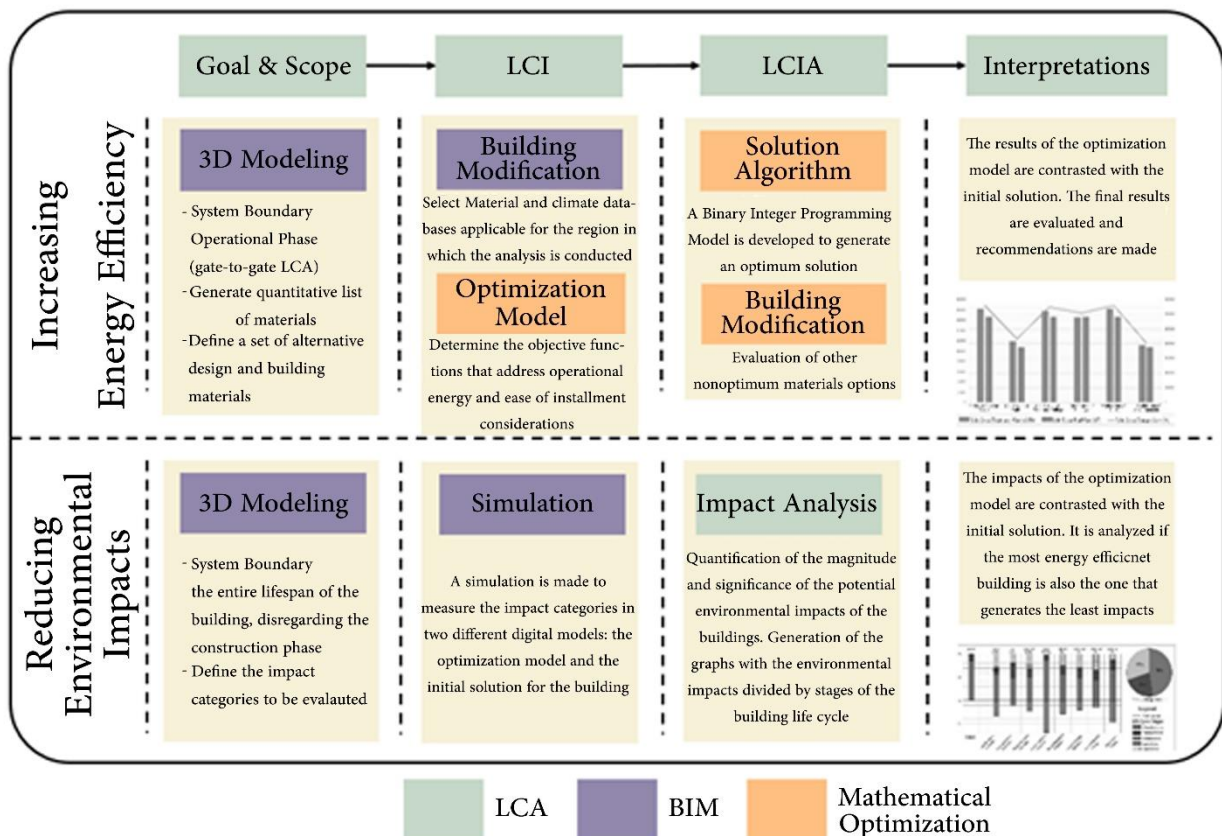 Goal & Scope
LCI
LCIA
Interpretations
Increasing
Energy Efficiency
3D Modeling
- System Boundary
Operational Phase
(gate-to-gate LCA)
- Generate quantitative list
of materials
- Define a set of alternative
design and building
materials
Building
Modification
Select Material and climate data-
bases applicable for the region in
which the analysis is conducted
Optimization
Model
Determine the objective func-
tions that address operational
energy and ease of installment
considerations
Solution
Algorithm
A Binary Integer Programming
Model is developed to generate
an optimum solution
Building
Modification
Evaluation of other
nonoptimum materials options
The results of the optimization
model are contrasted with the
initial solution. The final results
are evaluated and
recommendations are made
Reducing
Environmental
Impacts
3D Modeling
- System Boundary
the entire lifespan of the
building, disregarding the
construction phase
- Define the impact
categories to be evalauted
Simulation
A simulation is made to
measure the impact categories in
two different digital models: the
optimization model and the
initial solution for the building
Impact Analysis
Quantification of the magnitude
and significance of the potential
environmental impacts of the
buildings. Generation of the
graphs with the environmental
impacts divided by stages of the
building life cycle
The impacts of the optimization
model are contrasted with the
initial solution. It is analyzed if
the most energy efficnet
building is also the one that
generates the least impacts
LCA
BIM
Mathematical
Optimization